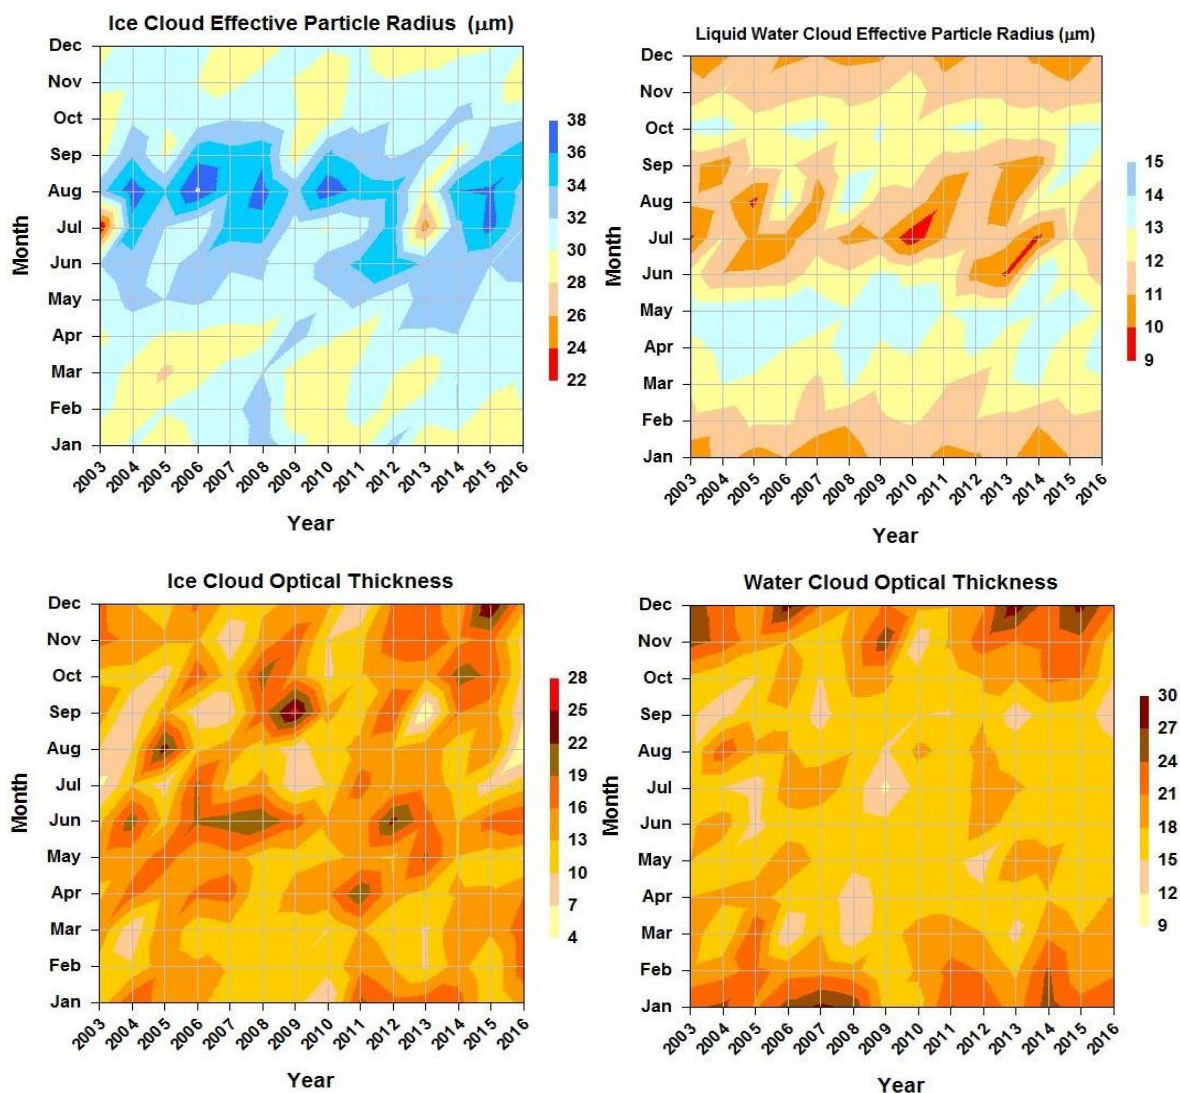 Ice Cloud Effective Particle Radius (μm)
Dec
Nov
Oct
Sep
Aug
Jul
Jun
May
Apr
Mar
Feb
Jan
Month
2003 2004 2005 2006 2007 2008 2009 2010 2011 2012 2013 2014 2015 2016
Year
38
36
34
32
30
28
26
24
22
Liquid Water Cloud Effective Particle Radius (μm)
Dec
Nov
Oct
Sep
Aug
Jul
Jun
May
Apr
Mar
Feb
Jan
Month
2003 2004 2005 2006 2007 2008 2009 2010 2011 2012 2013 2014 2015 2016
Year
15
14
13
12
11
10
9
Ice Cloud Optical Thickness
Dec
Nov
Oct
Sep
Aug
Jul
Jun
May
Apr
Mar
Feb
Jan
Month
2003 2004 2005 2006 2007 2008 2009 2010 2011 2012 2013 2014 2015 2016
Year
28
25
22
19
16
13
10
7
4
Water Cloud Optical Thickness
Dec
Nov
Oct
Sep
Aug
Jul
Jun
May
Apr
Mar
Feb
Jan
Month
2003 2004 2005 2006 2007 2008 2009 2010 2011 2012 2013 2014 2015 2016
Year
30
27
24
21
18
15
12
9